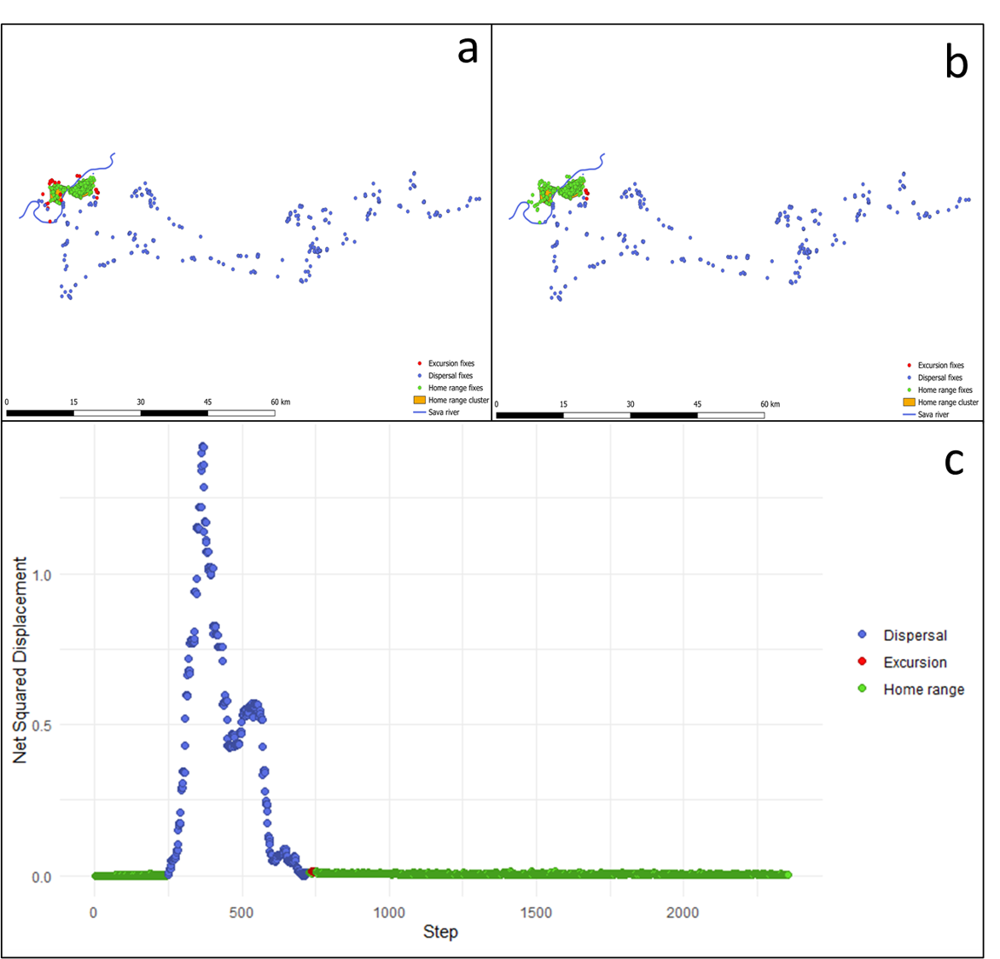 a
Excursion fixes
Dispersal fixes
Home range fixes
Home range cluster
Sava river
0 15 30 45 60 km
b
Excursion fixes
Dispersal fixes
Home range fixes
Home range cluster
Sava river
0 15 30 45 60 km
c
Net Squared Displacement
1.0
0.5
0.0
0 500 1000 1500 2000
Step
Dispersal
Excursion
Home range